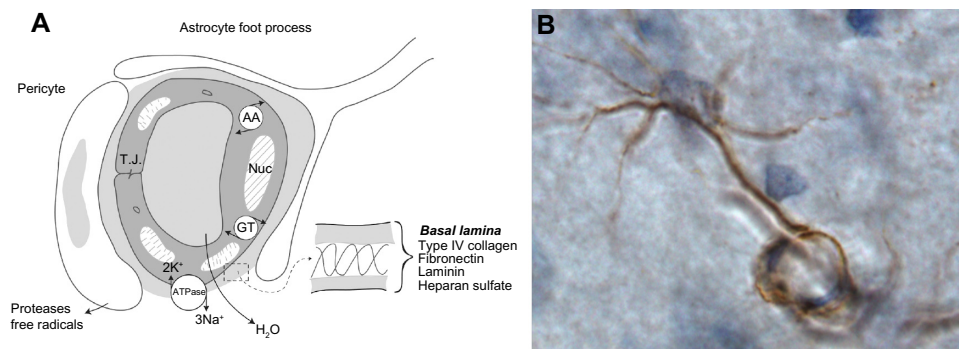 A
Astrocyte foot process
B
Pericyte
AA
T.J.
Nuc
GT
Basal lamina
Type IV collagen
Fibronectin
Laminin
Heparan sulfate
2K⁺
ATPase
3Na⁺
H₂O
Proteases
free radicals